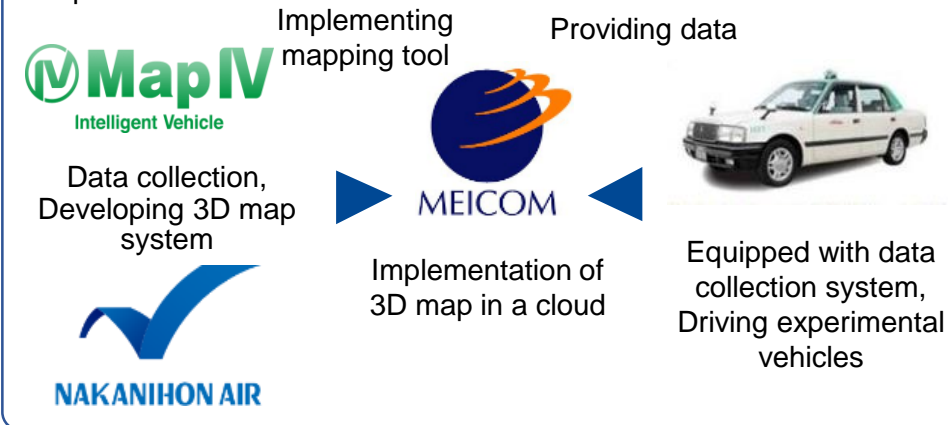 Implementing
mapping tool
Providing data
IV Map IV
Intelligent Vehicle
Data collection,
Developing 3D map
system
MEICOM
Implementation of
3D map in a cloud
Equipped with data
collection system,
Driving experimental
vehicles
NAKANIHON AIR